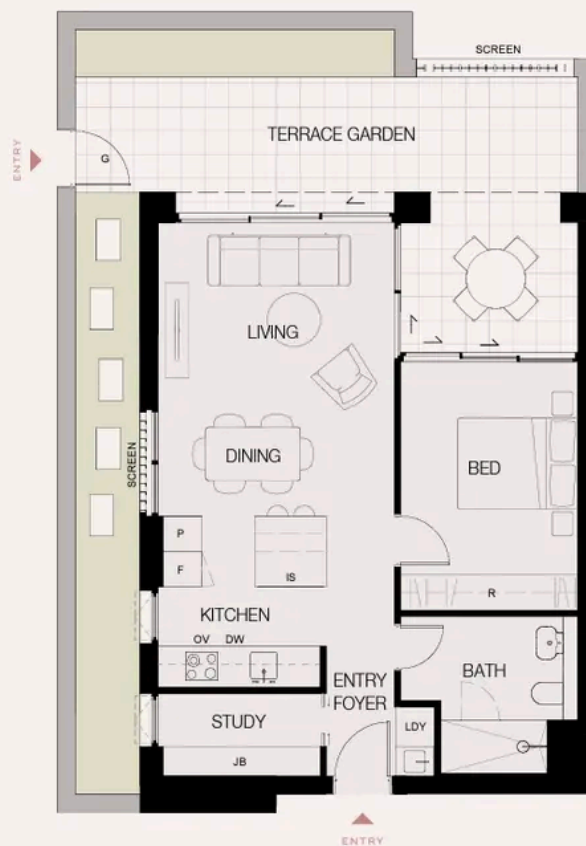 SCREEN
TERRACE GARDEN
ENTRY
G
LIVING
DINING
SCREEN
BED
P
F
IS
R
KITCHEN
OV DW
ENTRY
FOYER
BATH
STUDY
LDY
JB
ENTRY